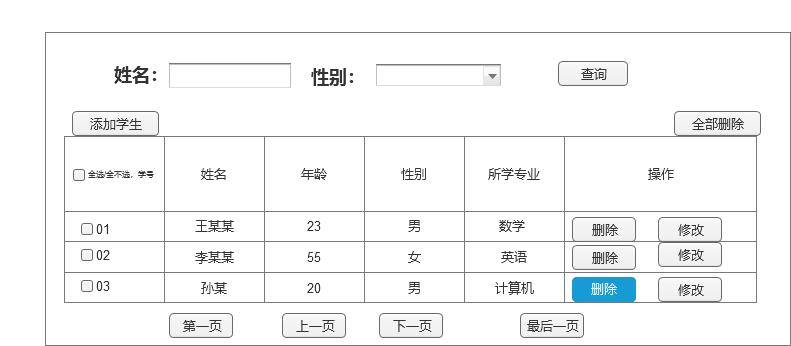 姓名： 性别： 查询
添加学生 全部删除
全选/全不选，学号 姓名 年龄 性别 所学专业 操作
01 王某某 23 男 数学 删除 修改
02 李某某 55 女 英语 删除 修改
03 孙某 20 男 计算机 删除 修改
第一页 上一页 下一页 最后一页